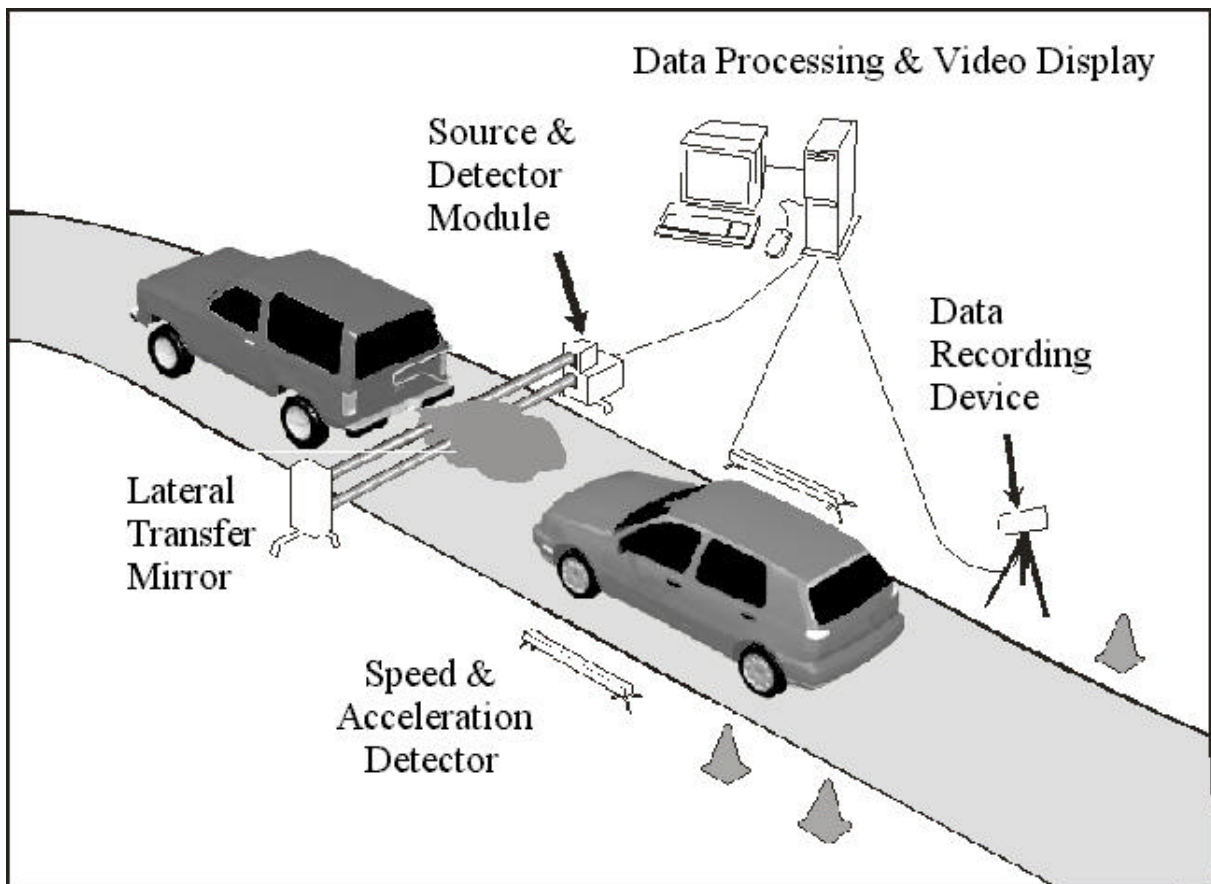 Data Processing & Video Display
Source &
Detector
Module
Data
Recording
Device
Lateral
Transfer
Mirror
Speed &
Acceleration
Detector